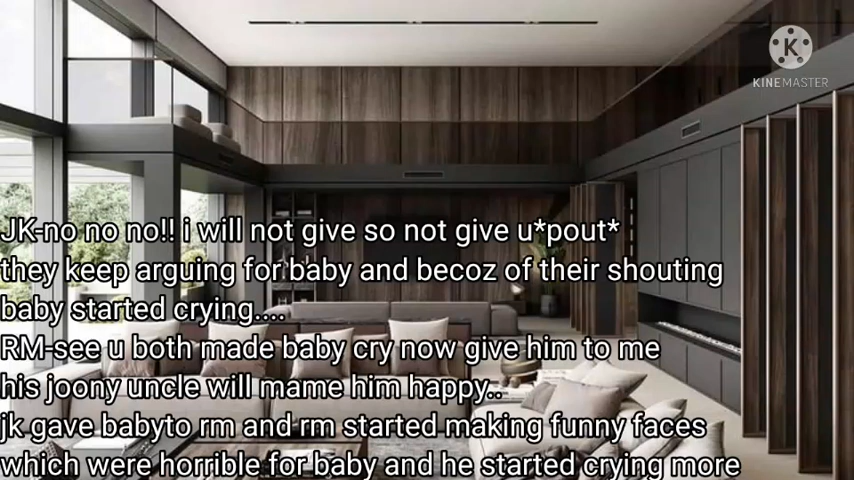 KINEMASTER
JK-no no no!! i will not give so not give u*pout*
they keep arguing for baby and becoz of their shouting
baby started crying....
RM-see u both made baby cry now give him to me
his joony uncle will mame him happy..
jk gave babyto rm and rm started making funny faces
which were horrible for baby and he started crying more